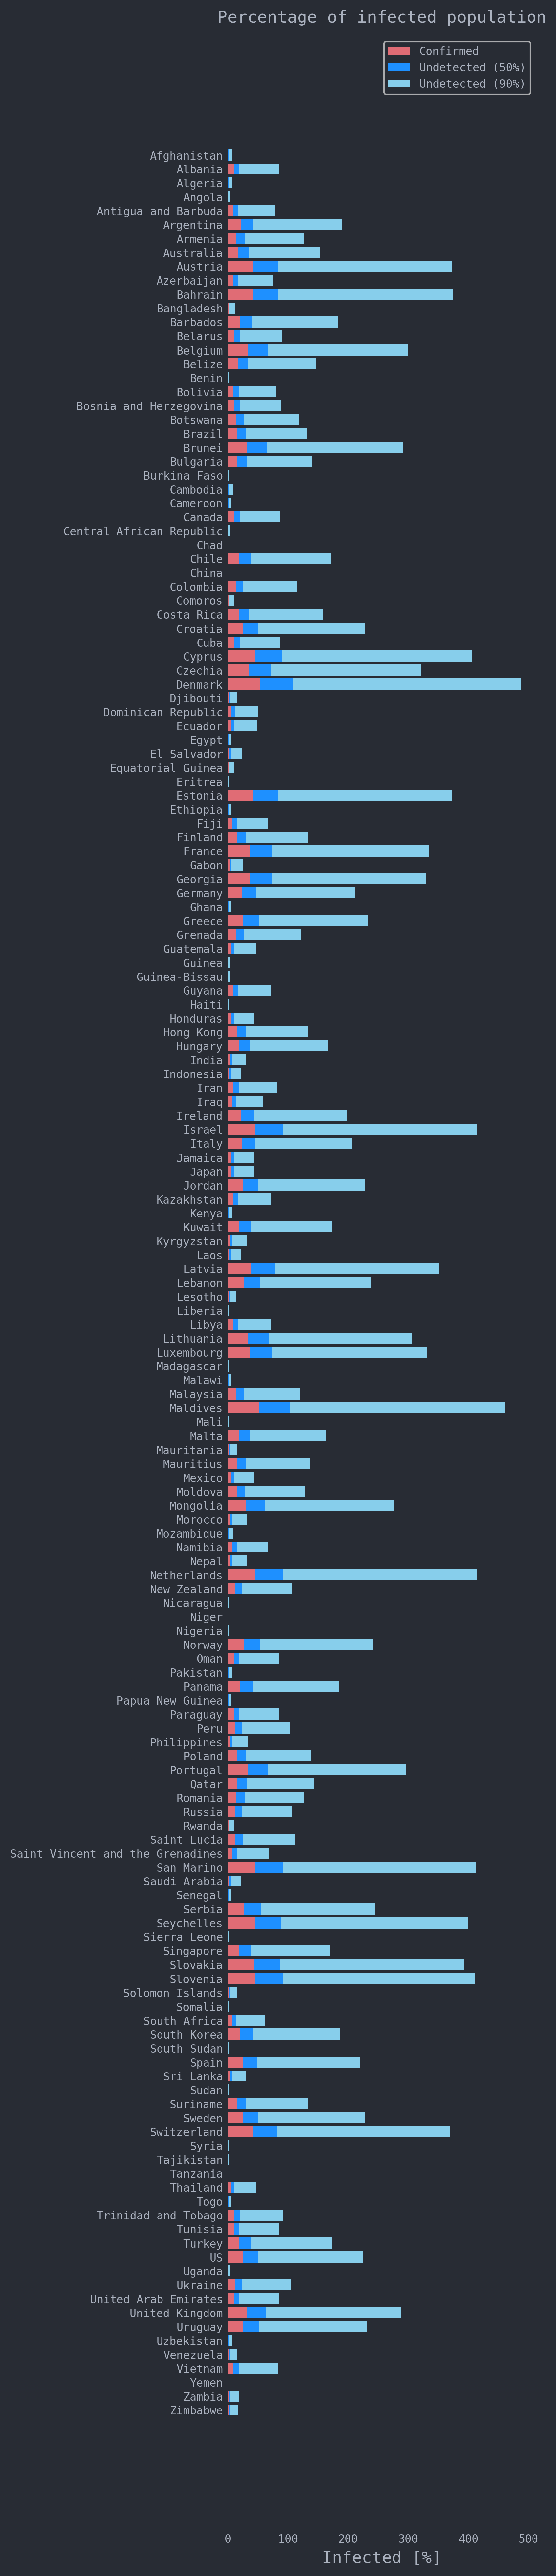 Percentage of infected population
Confirmed
Undetected (50%)
Undetected (90%)
Afghanistan
Albania
Algeria
Angola
Antigua and Barbuda
Argentina
Armenia
Australia
Austria
Azerbaijan
Bahrain
Bangladesh
Barbados
Belarus
Belgium
Belize
Benin
Bolivia
Bosnia and Herzegovina
Botswana
Brazil
Brunei
Bulgaria
Burkina Faso
Cambodia
Cameroon
Canada
Central African Republic
Chad
Chile
China
Colombia
Comoros
Costa Rica
Croatia
Cuba
Cyprus
Czechia
Denmark
Djibouti
Dominican Republic
Ecuador
Egypt
El Salvador
Equatorial Guinea
Eritrea
Estonia
Ethiopia
Fiji
Finland
France
Gabon
Georgia
Germany
Ghana
Greece
Grenada
Guatemala
Guinea
Guinea-Bissau
Guyana
Haiti
Honduras
Hong Kong
Hungary
India
Indonesia
Iran
Iraq
Ireland
Israel
Italy
Jamaica
Japan
Jordan
Kazakhstan
Kenya
Kuwait
Kyrgyzstan
Laos
Latvia
Lebanon
Lesotho
Liberia
Libya
Lithuania
Luxembourg
Madagascar
Malawi
Malaysia
Maldives
Mali
Malta
Mauritania
Mauritius
Mexico
Moldova
Mongolia
Morocco
Mozambique
Namibia
Nepal
Netherlands
New Zealand
Nicaragua
Niger
Nigeria
Norway
Oman
Pakistan
Panama
Papua New Guinea
Paraguay
Peru
Philippines
Poland
Portugal
Qatar
Romania
Russia
Rwanda
Saint Lucia
Saint Vincent and the Grenadines
San Marino
Saudi Arabia
Senegal
Serbia
Seychelles
Sierra Leone
Singapore
Slovakia
Slovenia
Solomon Islands
Somalia
South Africa
South Korea
South Sudan
Spain
Sri Lanka
Sudan
Suriname
Sweden
Switzerland
Syria
Tajikistan
Tanzania
Thailand
Togo
Trinidad and Tobago
Tunisia
Turkey
US
Uganda
Ukraine
United Arab Emirates
United Kingdom
Uruguay
Uzbekistan
Venezuela
Vietnam
Yemen
Zambia
Zimbabwe
0 100 200 300 400 500
Infected [%]